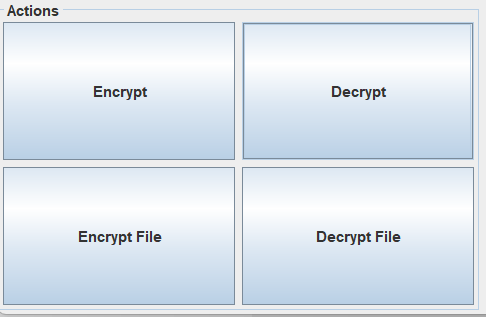 Actions
Encrypt
Decrypt
Encrypt File
Decrypt File